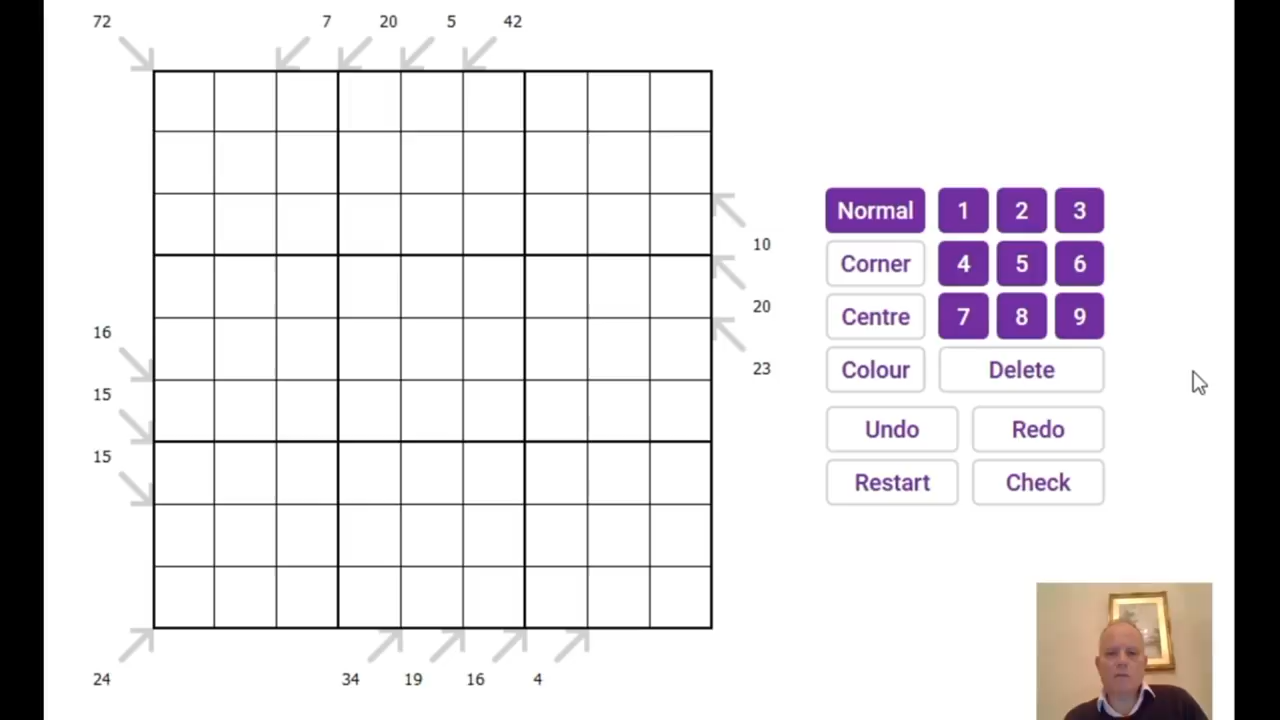 72 7 20 5 42
Normal 1 2 3
10
Corner 4 5 6
20
Centre 7 8 9
16
23
Colour Delete
15
Undo Redo
15
Restart Check
24 34 19 16 4